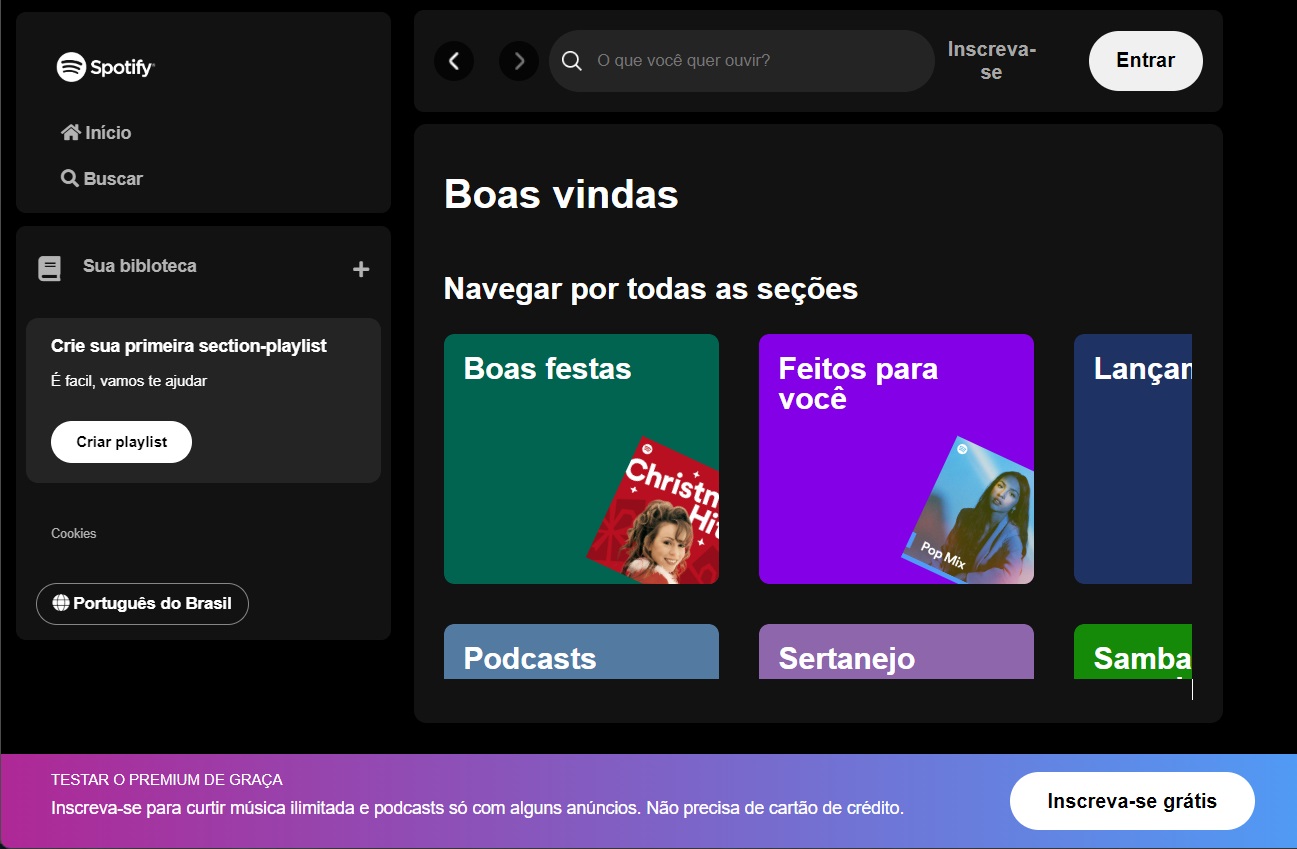 Spotify
Início
Buscar
Sua bibloteca
Crie sua primeira section-playlist
É facil, vamos te ajudar
Criar playlist
Cookies
Português do Brasil
O que você quer ouvir?
Inscreva-
se
Entrar
Boas vindas
Navegar por todas as seções
Boas festas
Christm
Hit
Feitos para
você
Pop Mix
Lançam
Podcasts
Sertanejo
Samba
TESTAR O PREMIUM DE GRAÇA
Inscreva-se para curtir música ilimitada e podcasts só com alguns anúncios. Não precisa de cartão de crédito.
Inscreva-se grátis